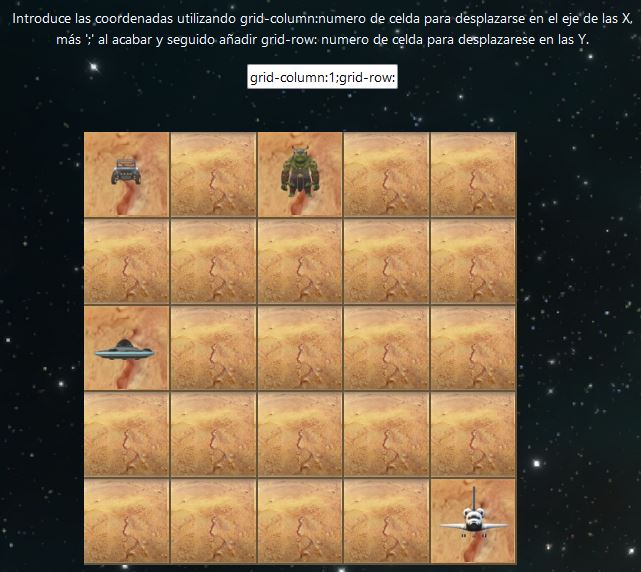 Introduce las coordenadas utilizando grid-column:numero de celda para desplazarse en el eje de las X,
más ';' al acabar y seguido añadir grid-row: numero de celda para desplazarese en las Y.
grid-column:1;grid-row: